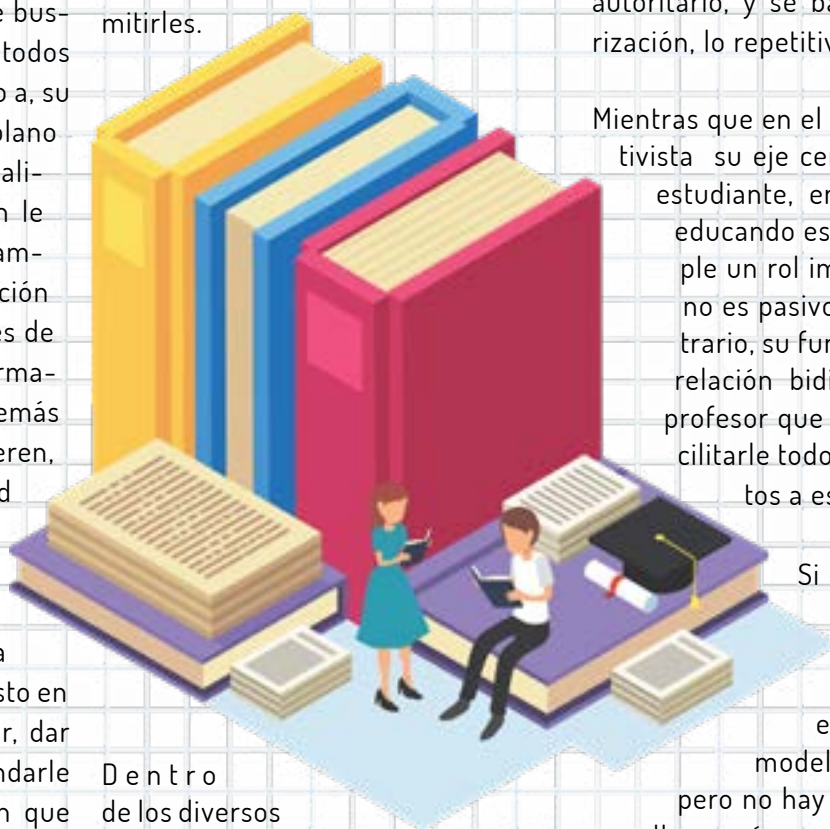 e bus-
todos
o a, su
plano
ali-
n le
am-
ción
es de
rma-
emás
eren,
d
a
sto en
r, dar
ndarle
n que
mitirles.
Dentro
de los diversos
autoritario, y se ba
rización, lo repetitiv
Mientras que en el
tivista su eje cen
estudiante, en
educando es
ple un rol im
no es pasivo
trario, su fun
relación bidi
profesor que
cilitarle todo
tos a es
Si
e
model
pero no hay